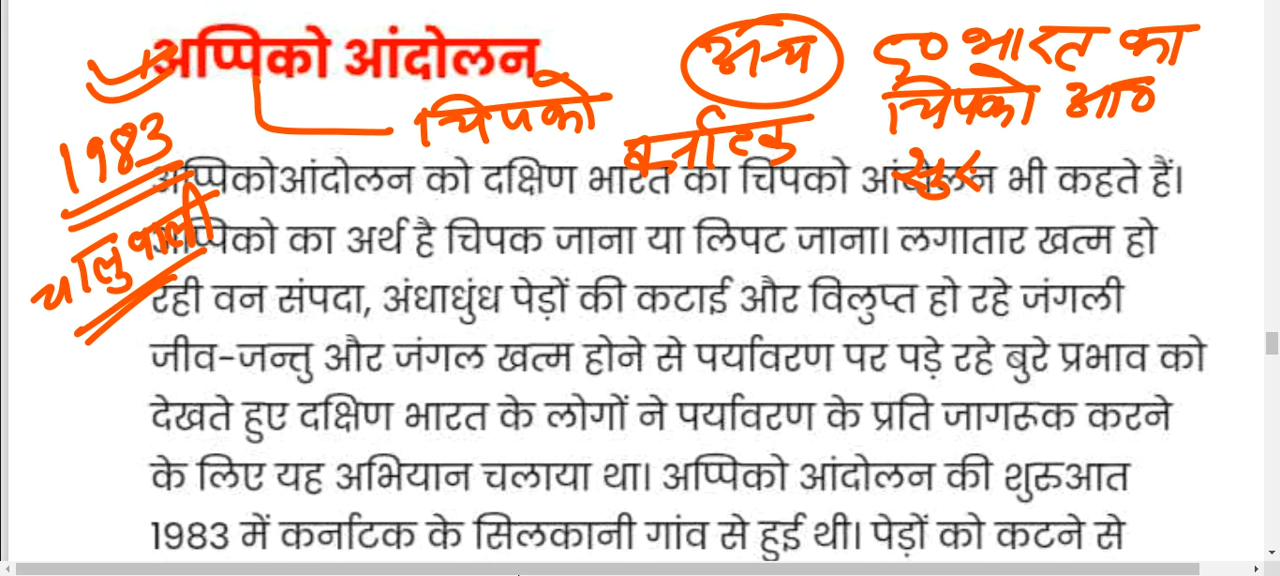 अप्पिको आंदोलन
चिपको
कर्नाटक
भारत का
चिपको आ०
1983
अप्पिकोआंदोलन को दक्षिण भारत का चिपको आंदोलन भी कहते हैं।
अप्पिको का अर्थ है चिपक जाना या लिपट जाना। लगातार खत्म हो
रही वन संपदा, अंधाधुंध पेड़ों की कटाई और विलुप्त हो रहे जंगली
जीव-जन्तु और जंगल खत्म होने से पर्यावरण पर पड़े रहे बुरे प्रभाव को
देखते हुए दक्षिण भारत के लोगों ने पर्यावरण के प्रति जागरूक करने
के लिए यह अभियान चलाया था। अप्पिको आंदोलन की शुरुआत
1983 में कर्नाटक के सिलकानी गांव से हुई थी। पेड़ों को कटने से